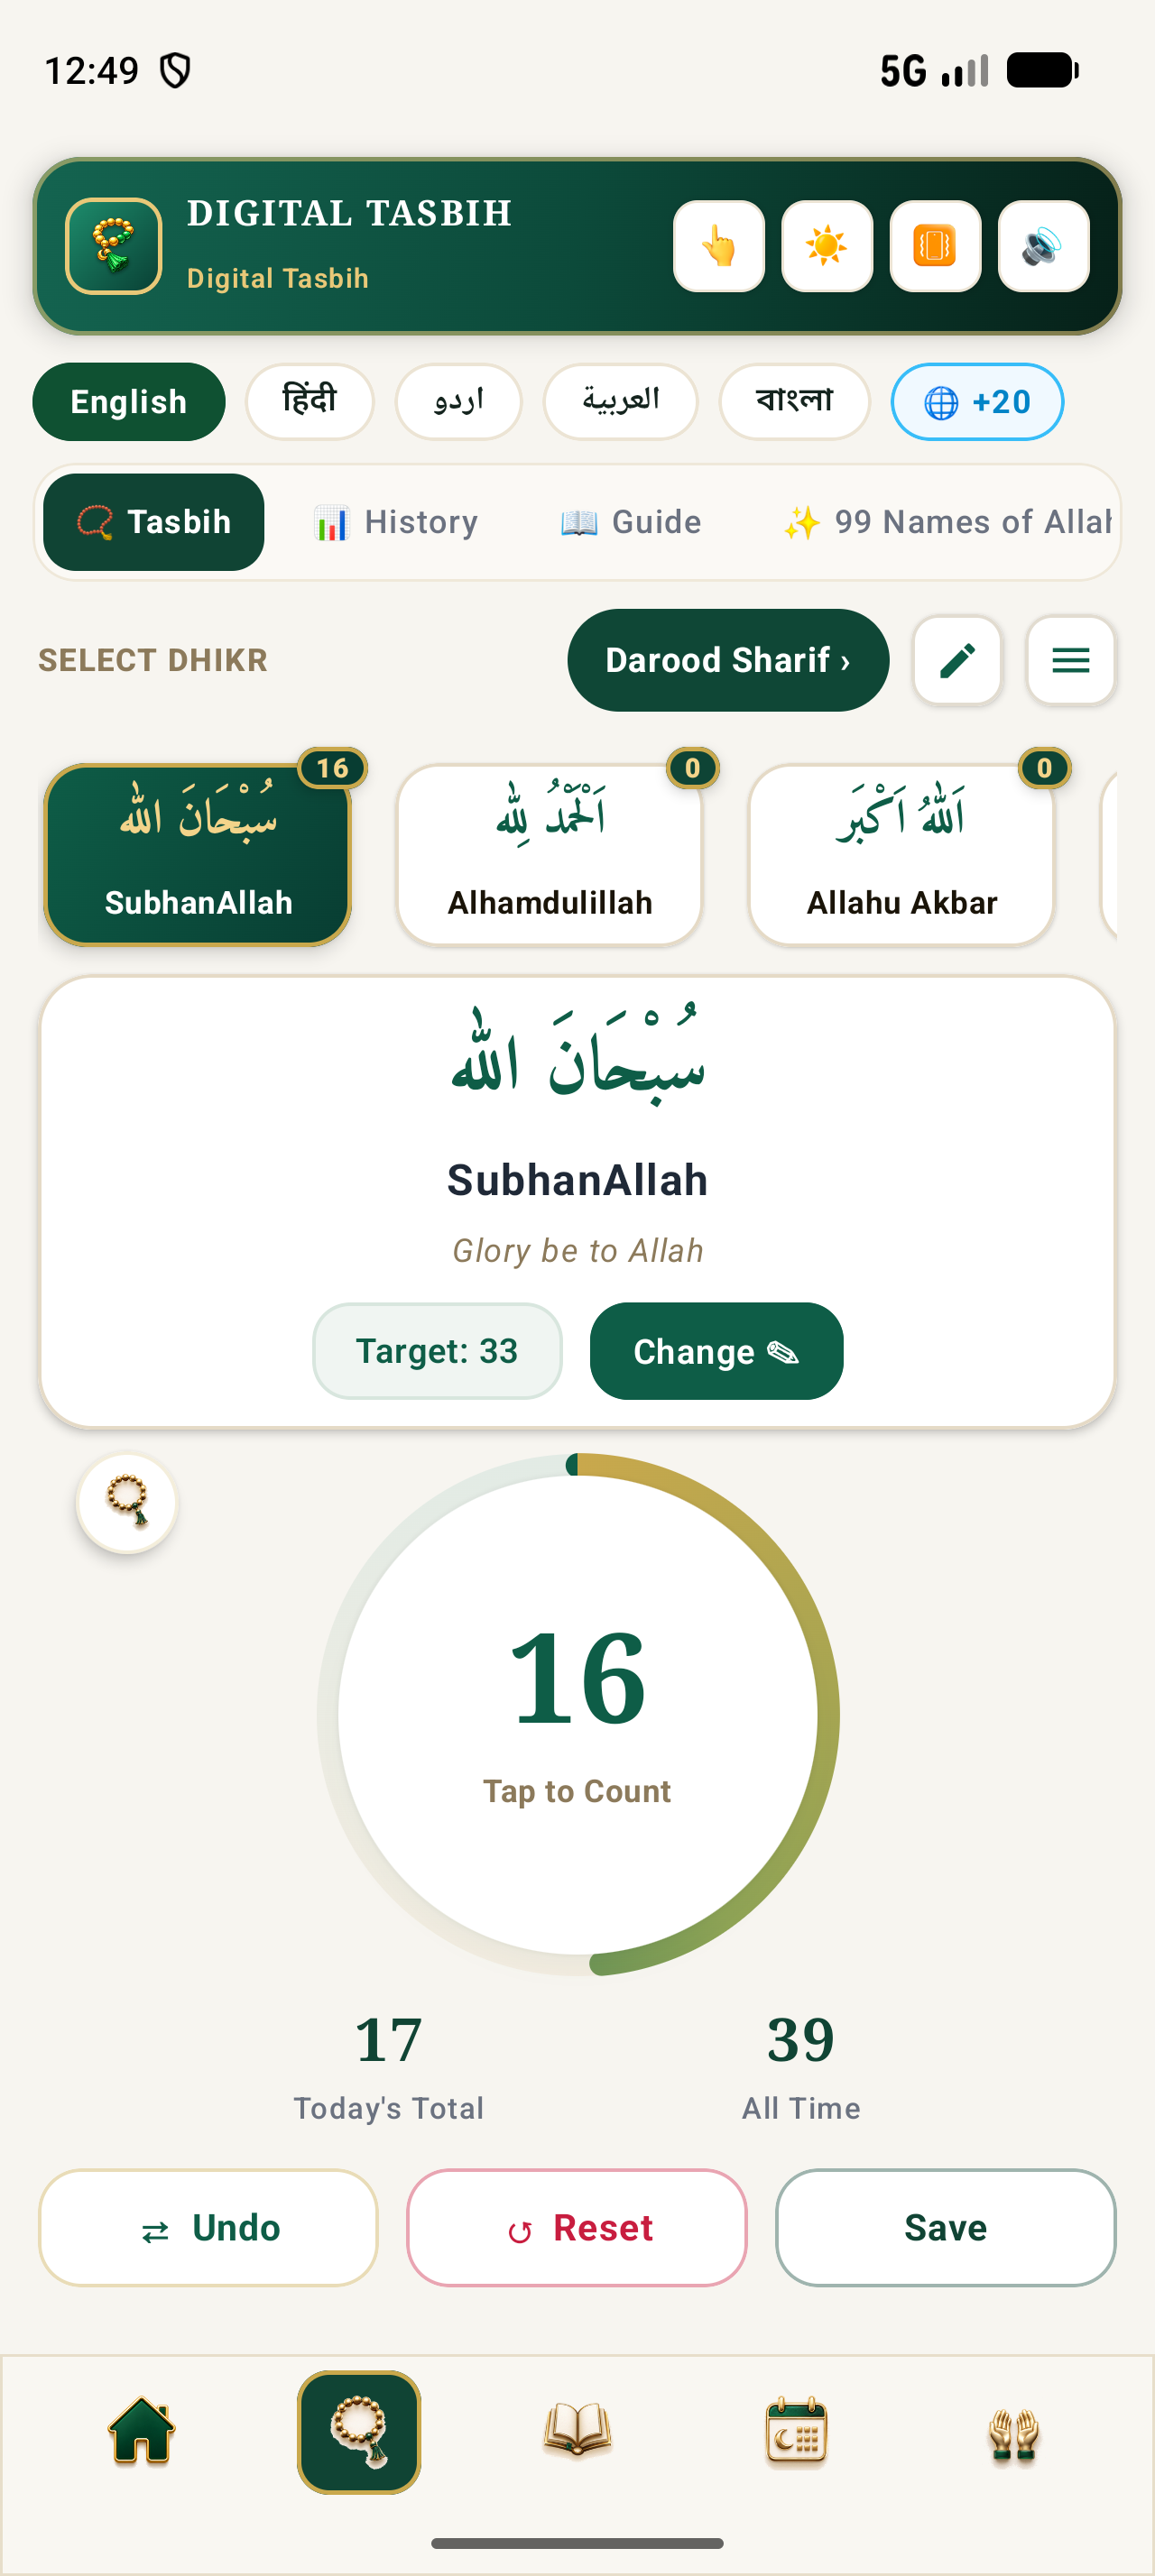 12:49
5G
DIGITAL TASBIH
Digital Tasbih
English
हिंदी
اردو
العربية
বাংলা
+20
Tasbih
History
Guide
99 Names of Allah
SELECT DHIKR
Darood Sharif ›
16
0
0
سُبْحَانَ اللّٰه
اَلْحَمْدُ لِلّٰه
اَللّٰهُ اَكْبَر
SubhanAllah
Alhamdulillah
Allahu Akbar
سُبْحَانَ اللّٰه
SubhanAllah
Glory be to Allah
Target: 33
Change ✎
16
Tap to Count
17
39
Today's Total
All Time
⇄ Undo
↺ Reset
Save